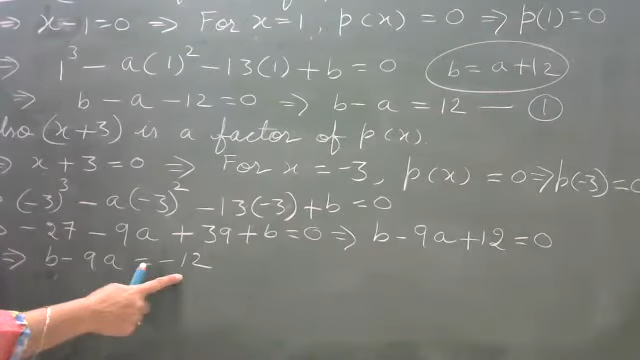 ⇒ x-1=0 ⇒ For x=1, p(x)=0 ⇒ p(1)=0
⇒ 1³ - a(1)² - 13(1) + b = 0 b = a+12
⇒ b - a - 12 = 0 ⇒ b - a = 12 — ①
lso (x+3) is a factor of p(x).
⇒ x+3=0 ⇒ For x=-3, p(x)=0⇒p(-3)=0
(-3)³ - a(-3)² - 13(-3) + b = 0
-27 - 9a + 39 + b = 0 ⇒ b - 9a + 12 = 0
⇒ b - 9a = -12